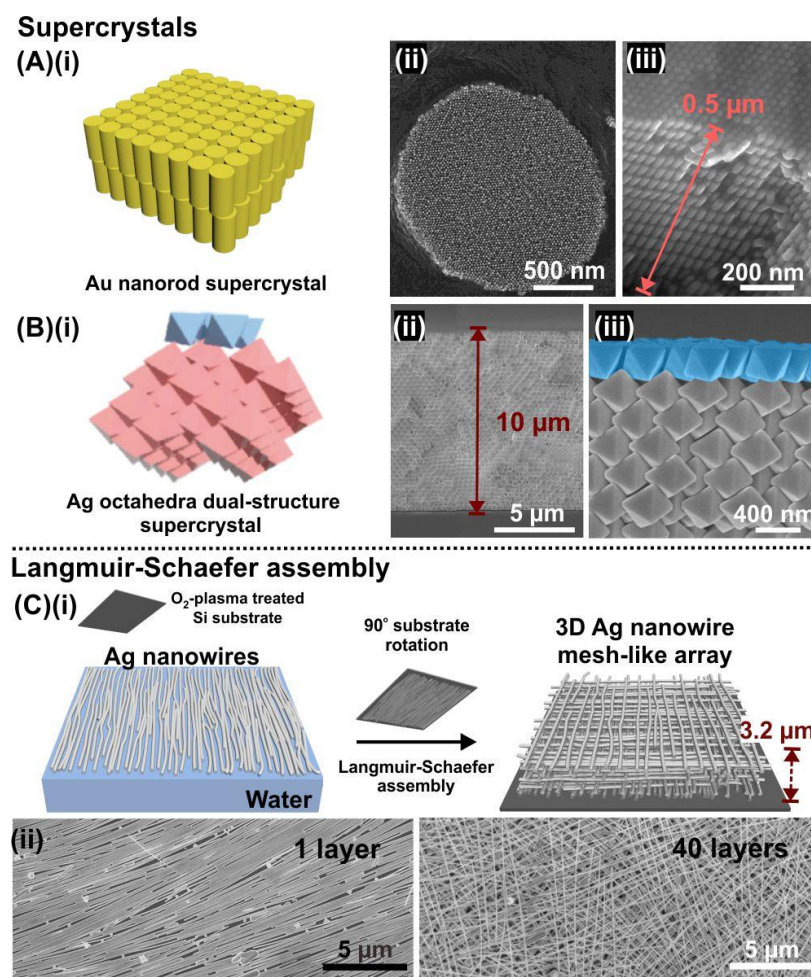 Supercrystals
(A)(i)
(ii)
(iii)
0.5 µm
500 nm
200 nm
Au nanorod supercrystal
(B)(i)
(ii)
(iii)
10 µm
5 µm
400 nm
Ag octahedra dual-structure
supercrystal
Langmuir-Schaefer assembly
(C)(i)
O₂-plasma treated
Si substrate
Ag nanowires
Water
90° substrate
rotation
Langmuir-Schaefer
assembly
3D Ag nanowire
mesh-like array
3.2 µm
(ii)
1 layer
5 µm
40 layers
5 µm